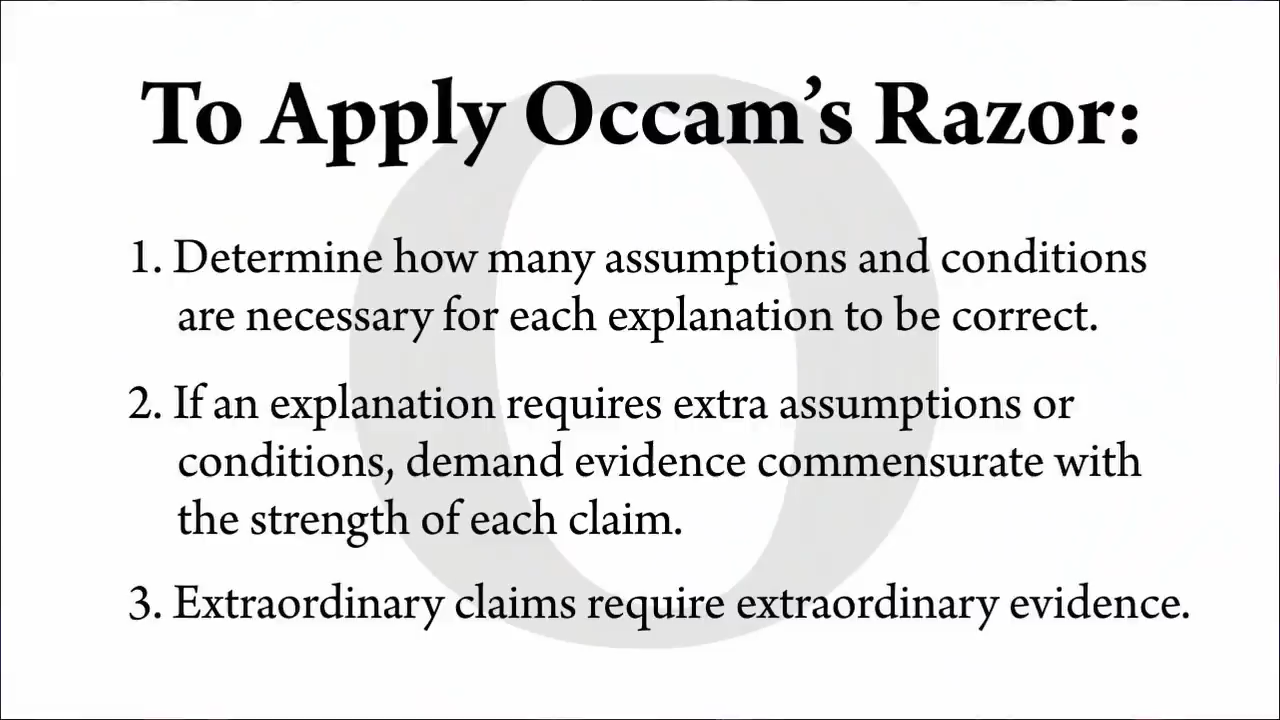 To Apply Occam’s Razor:
1. Determine how many assumptions and conditions
are necessary for each explanation to be correct.
2. If an explanation requires extra assumptions or
conditions, demand evidence commensurate with
the strength of each claim.
3. Extraordinary claims require extraordinary evidence.